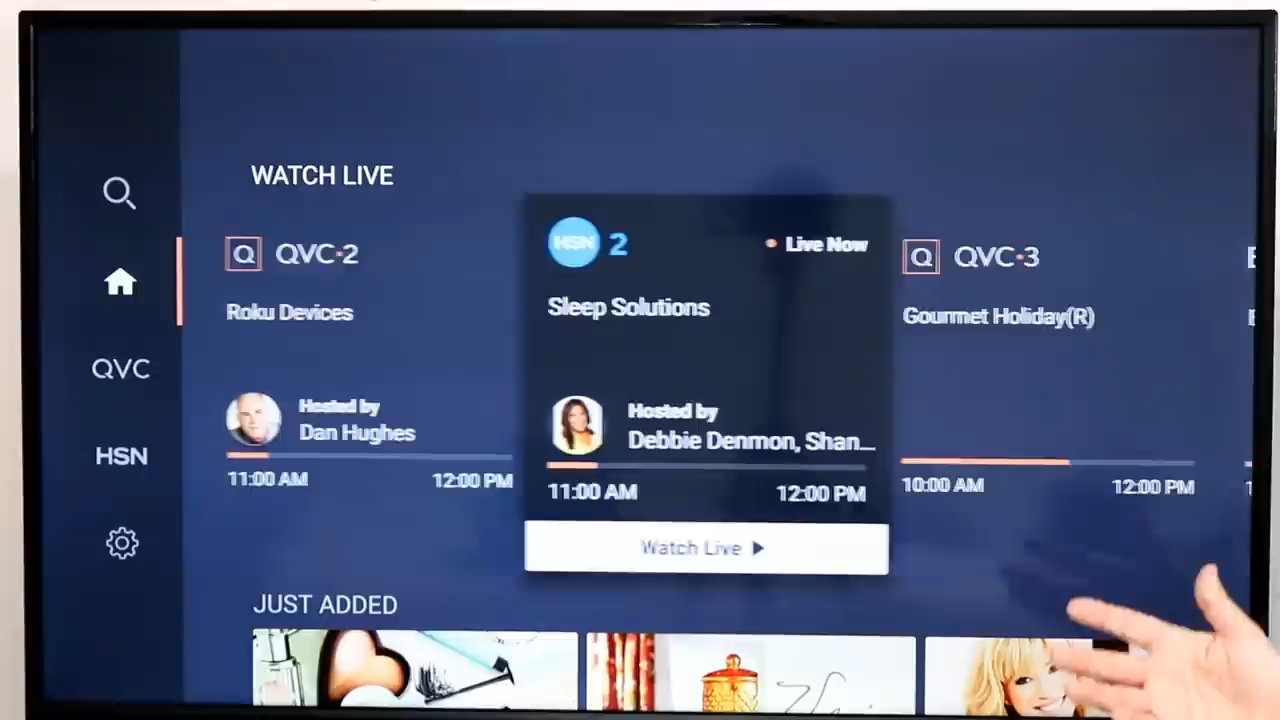 WATCH LIVE
Q QVC•2
Roku Devices
Hosted by
Dan Hughes
11:00 AM 12:00 PM
HSN 2 Live Now
Sleep Solutions
Hosted by
Debbie Denmon, Shan...
11:00 AM 12:00 PM
Watch Live
Q QVC•3
Gourmet Holiday(R)
10:00 AM 12:00 PM
QVC
HSN
JUST ADDED